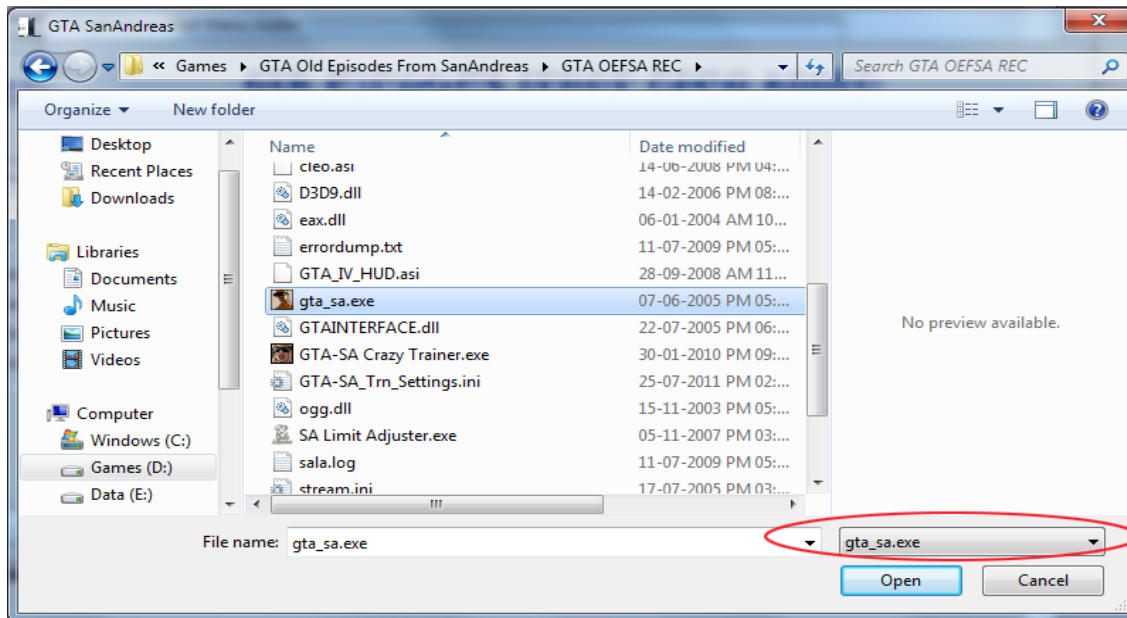 GTA SanAndreas
« Games ▸ GTA Old Episodes From SanAndreas ▸ GTA OEFSA REC ▸
Search GTA OEFSA REC
Organize ▾ New folder
Desktop
Recent Places
Downloads
Libraries
Documents
Music
Pictures
Videos
Computer
Windows (C:)
Games (D:)
Data (E:)
Name Date modified
cleo.asi 14-06-2008 PM 04:...
D3D9.dll 14-02-2006 PM 08:...
eax.dll 06-01-2004 AM 10...
errordump.txt 11-07-2009 PM 05:...
GTA_IV_HUD.asi 28-09-2008 AM 11...
gta_sa.exe 07-06-2005 PM 05:...
GTAINTERFACE.dll 22-07-2005 PM 06:...
GTA-SA Crazy Trainer.exe 30-01-2010 PM 09:...
GTA-SA_Trn_Settings.ini 25-07-2011 PM 02:...
ogg.dll 15-11-2003 PM 05:...
SA Limit Adjuster.exe 05-11-2007 PM 03:...
sala.log 11-07-2009 PM 05:...
stream.ini 17-07-2005 PM 03:...
No preview available.
File name: gta_sa.exe
gta_sa.exe
Open Cancel